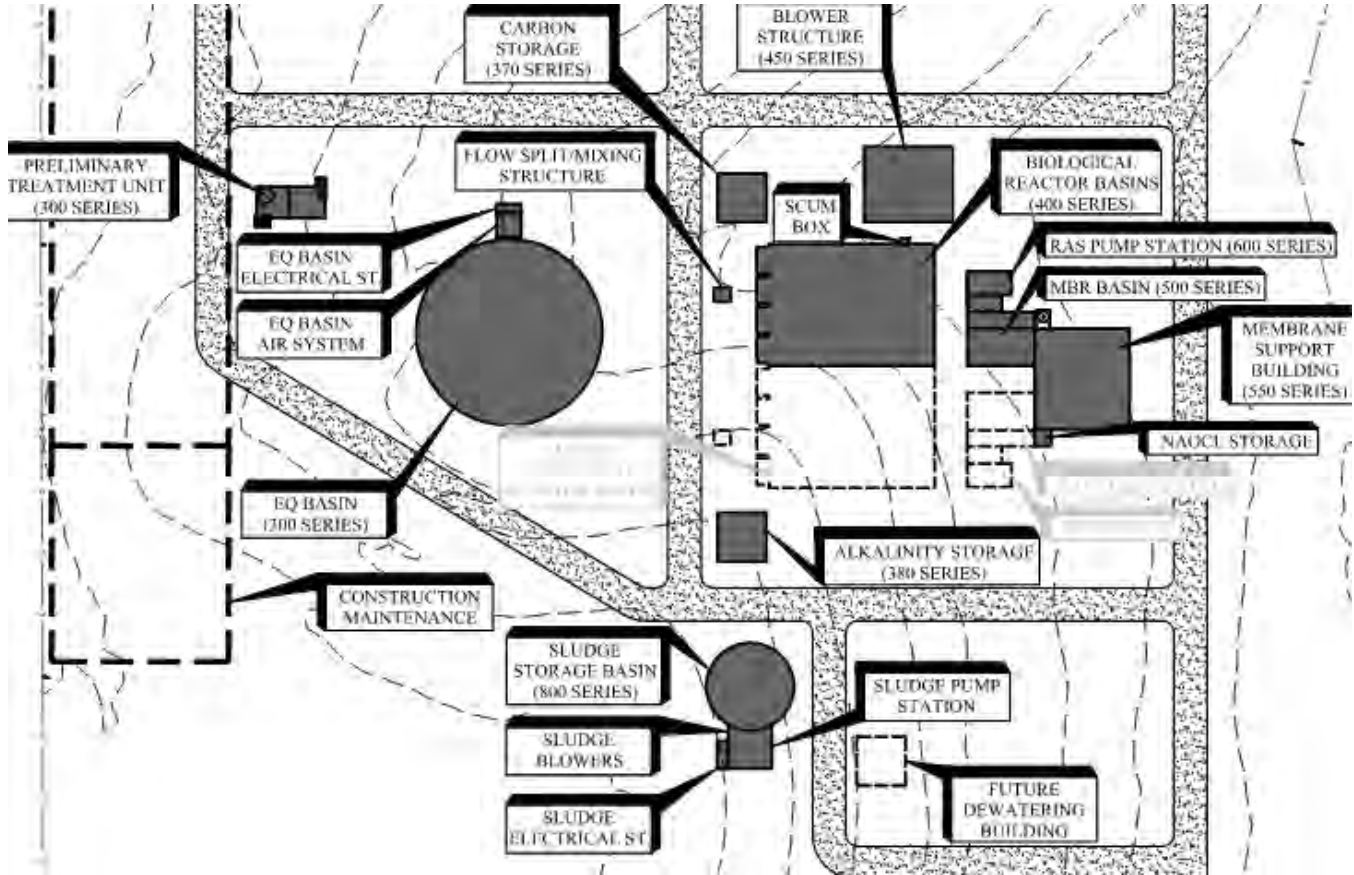 CARBON
STORAGE
(370 SERIES)
BLOWER
STRUCTURE
(450 SERIES)
PRELIMINARY
TREATMENT UNIT
(300 SERIES)
FLOW SPLIT/MIXING
STRUCTURE
SCUM
BOX
BIOLOGICAL
REACTOR BASINS
(400 SERIES)
EQ BASIN
ELECTRICAL ST.
RAS PUMP STATION (600 SERIES)
MBR BASIN (500 SERIES)
EQ BASIN
AIR SYSTEM
MEMBRANE
SUPPORT
BUILDING
(550 SERIES)
NAOCL STORAGE
EQ BASIN
(300 SERIES)
ALKALINITY STORAGE
(380 SERIES)
CONSTRUCTION
MAINTENANCE
SLUDGE
STORAGE BASIN
(800 SERIES)
SLUDGE PUMP
STATION
SLUDGE
BLOWERS
FUTURE
DEWATERING
BUILDING
SLUDGE
ELECTRICAL ST.